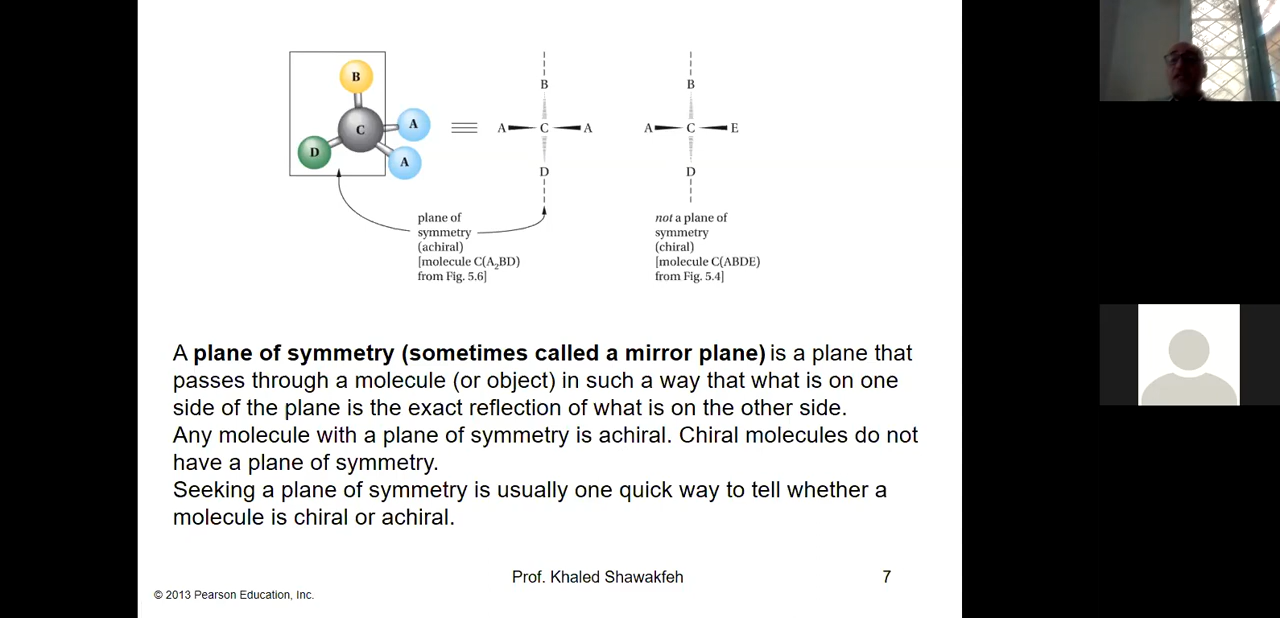 B
C
A
D
A
B
A C A
D
B
A C E
D
plane of
symmetry
(achiral)
[molecule C(A₂BD)
from Fig. 5.6]
not a plane of
symmetry
(chiral)
[molecule C(ABDE)
from Fig. 5.4]
A plane of symmetry (sometimes called a mirror plane) is a plane that
passes through a molecule (or object) in such a way that what is on one
side of the plane is the exact reflection of what is on the other side.
Any molecule with a plane of symmetry is achiral. Chiral molecules do not
have a plane of symmetry.
Seeking a plane of symmetry is usually one quick way to tell whether a
molecule is chiral or achiral.
Prof. Khaled Shawakfeh
7
© 2013 Pearson Education, Inc.